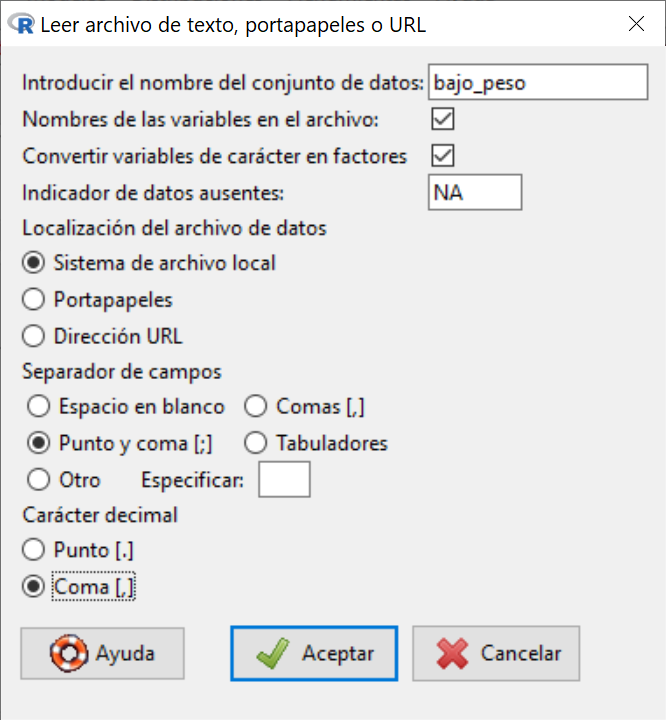 Leer archivo de texto, portapapeles o URL
Introducir el nombre del conjunto de datos: bajo_peso
Nombres de las variables en el archivo:
Convertir variables de carácter en factores
Indicador de datos ausentes: NA
Localización del archivo de datos
Sistema de archivo local
Portapapeles
Dirección URL
Separador de campos
Espacio en blanco Comas [,]
Punto y coma [;] Tabuladores
Otro Especificar:
Carácter decimal
Punto [.]
Coma [,]
Ayuda Aceptar Cancelar